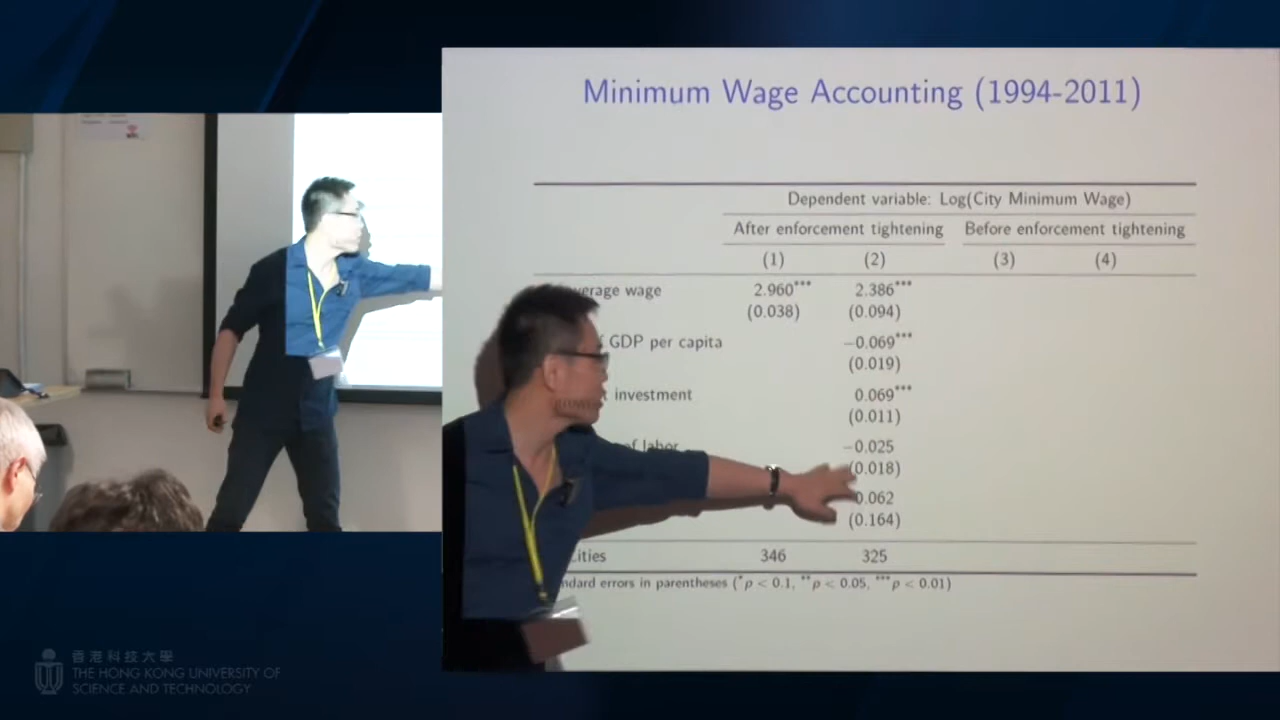 Minimum Wage Accounting (1994-2011)
Dependent variable: Log(City Minimum Wage)
After enforcement tightening Before enforcement tightening
(1) (2) (3) (4)
wage 2.960*** 2.386***
(0.038) (0.094)
GDP per capita −0.069***
(0.019)
investment 0.069***
(0.011)
of labor −0.025
(0.018)
0.062
(0.164)
346 325
errors in parentheses (*p < 0.1, **p < 0.05, ***p < 0.01)
香港科技大學
THE HONG KONG UNIVERSITY OF
SCIENCE AND TECHNOLOGY